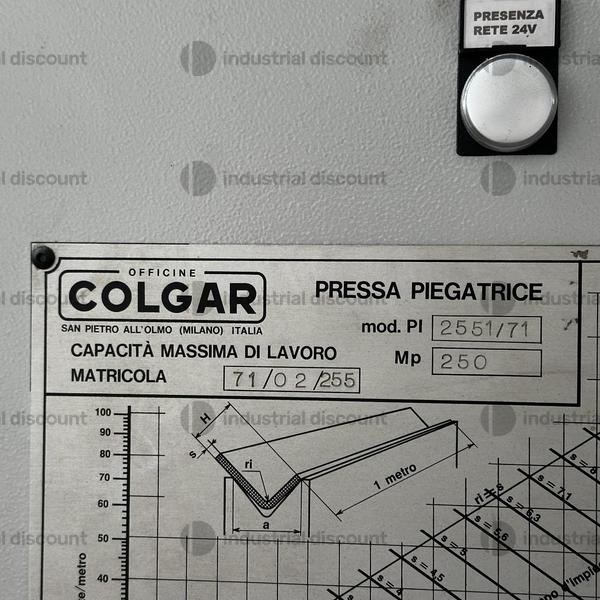 PRESENZA
RETE 24V
industrial discount
OFFICINE
COLGAR
SAN PIETRO ALL'OLMO (MILANO) ITALIA
PRESSA PIEGATRICE
mod. PI 2551/71
CAPACITÀ MASSIMA DI LAVORO
Mp 250
MATRICOLA 71/02/255
100
90
80
70
60
50
40
H
s
ri
a
1 metro
ri = s
s = 8
s = 7,1
s = 6,3
s = 5,6
s = 5
s = 4,5
s = 4
e/metro